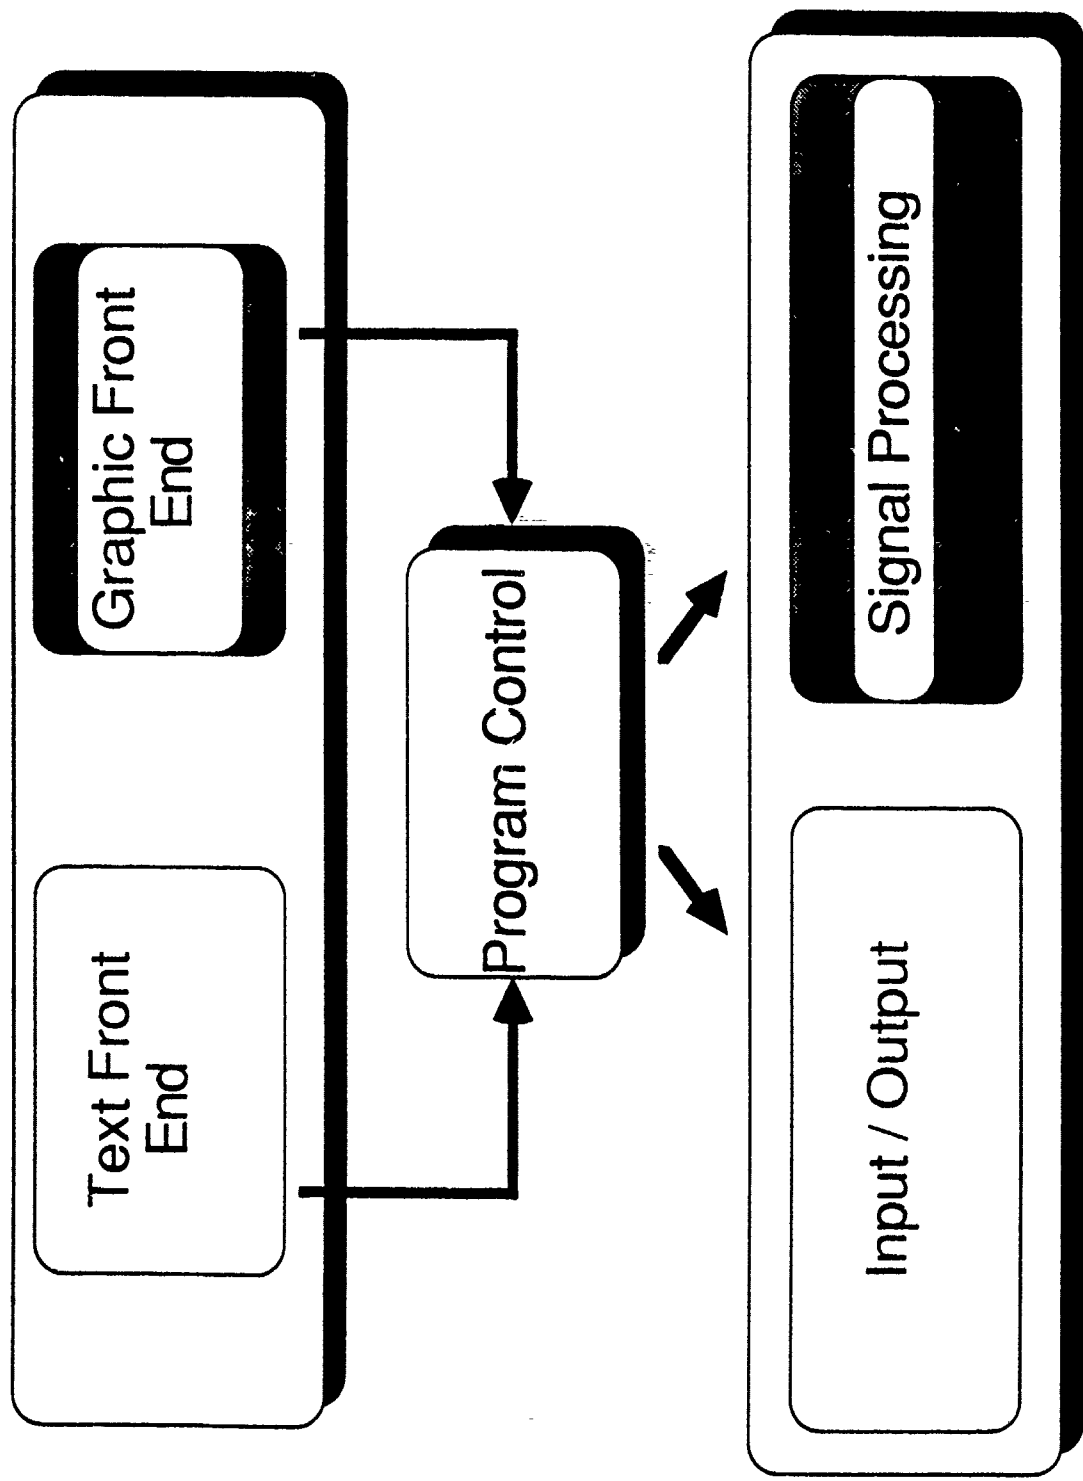 Text Front
End
Graphic Front
End
Program Control
Input / Output
Signal Processing